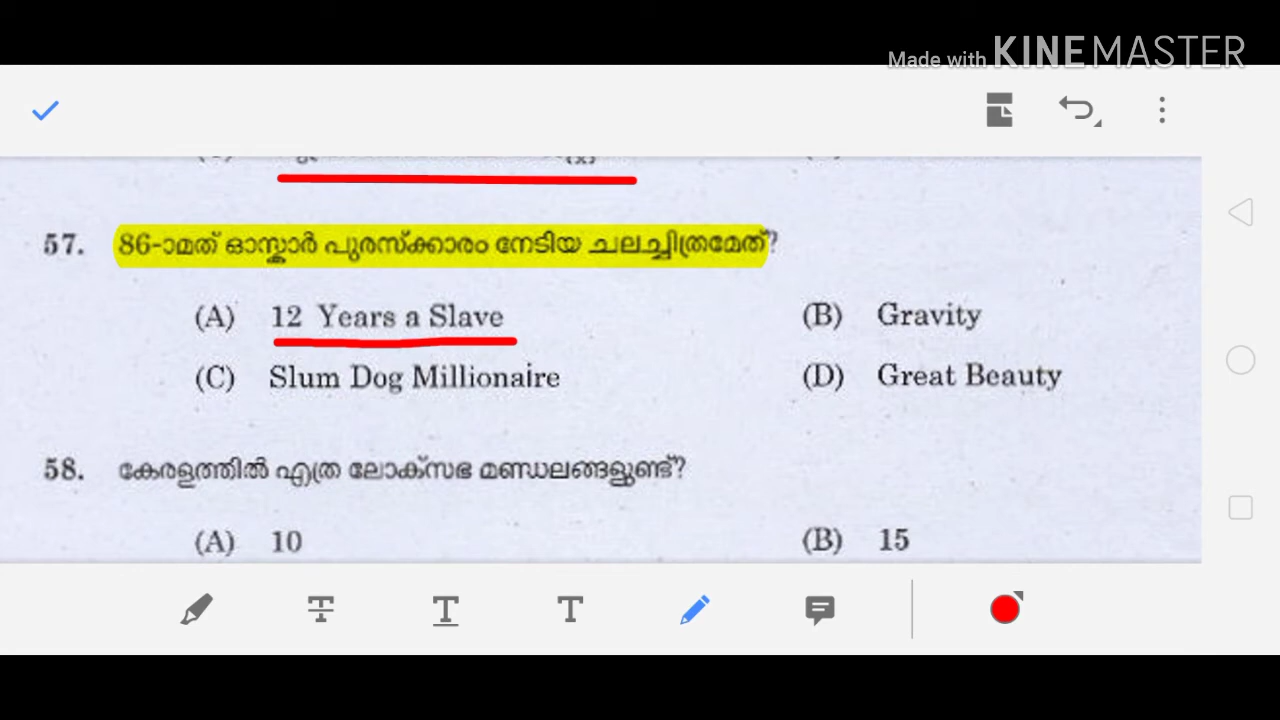 Made with KINEMASTER
57. 86-ാമത് ഓസ്കാർ പുരസ്ക്കാരം നേടിയ ചലച്ചിത്രമേത്?
(A) 12 Years a Slave (B) Gravity
(C) Slum Dog Millionaire (D) Great Beauty
58. കേരളത്തിൽ എത്ര ലോക്സഭ മണ്ഡലങ്ങളുണ്ട്?
(A) 10 (B) 15